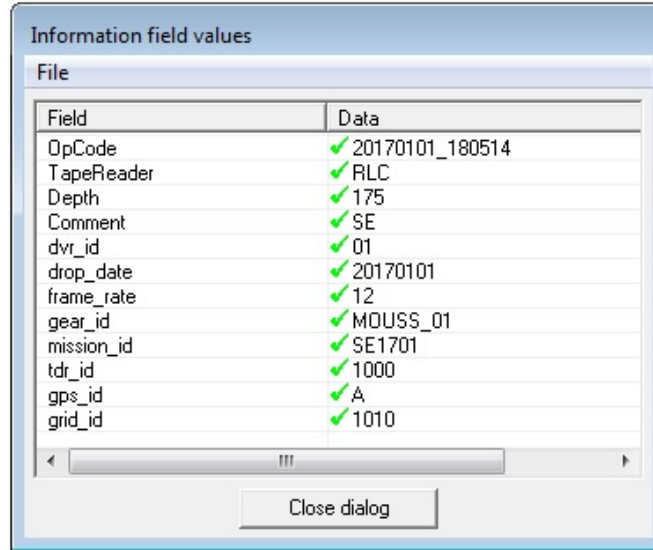 Information field values
File
Field Data
OpCode 20170101_180514
TapeReader RLC
Depth 175
Comment SE
dvr_id 01
drop_date 20170101
frame_rate 12
gear_id MOUSS_01
mission_id SE1701
tdr_id 1000
gps_id A
grid_id 1010
Close dialog